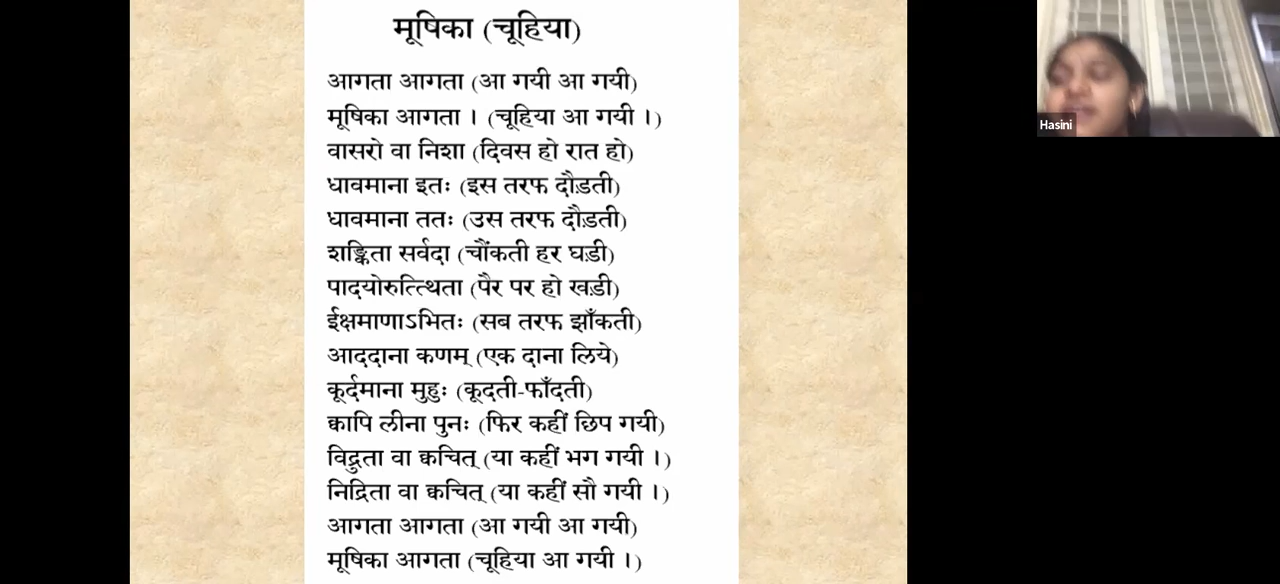 मूषिका (चूहिया)
आगता आगता (आ गयी आ गयी)
मूषिका आगता । (चूहिया आ गयी ।)
वासरो वा निशा (दिवस हो रात हो)
धावमाना इतः (इस तरफ दौड़ती)
धावमाना ततः (उस तरफ दौड़ती)
शङ्किता सर्वदा (चौंकती हर घड़ी)
पादयोरुत्त्थिता (पैर पर हो खड़ी)
ईक्षमाणाऽभितः (सब तरफ झाँकती)
आददाना कणम् (एक दाना लिये)
कूर्दमाना मुहुः (कूदती-फाँदती)
क्वापि लीना पुनः (फिर कहीं छिप गयी)
विद्रुता वा क्वचित् (या कहीं भग गयी ।)
निद्रिता वा क्वचित् (या कहीं सौ गयी ।)
आगता आगता (आ गयी आ गयी)
मूषिका आगता (चूहिया आ गयी ।)
Hasini